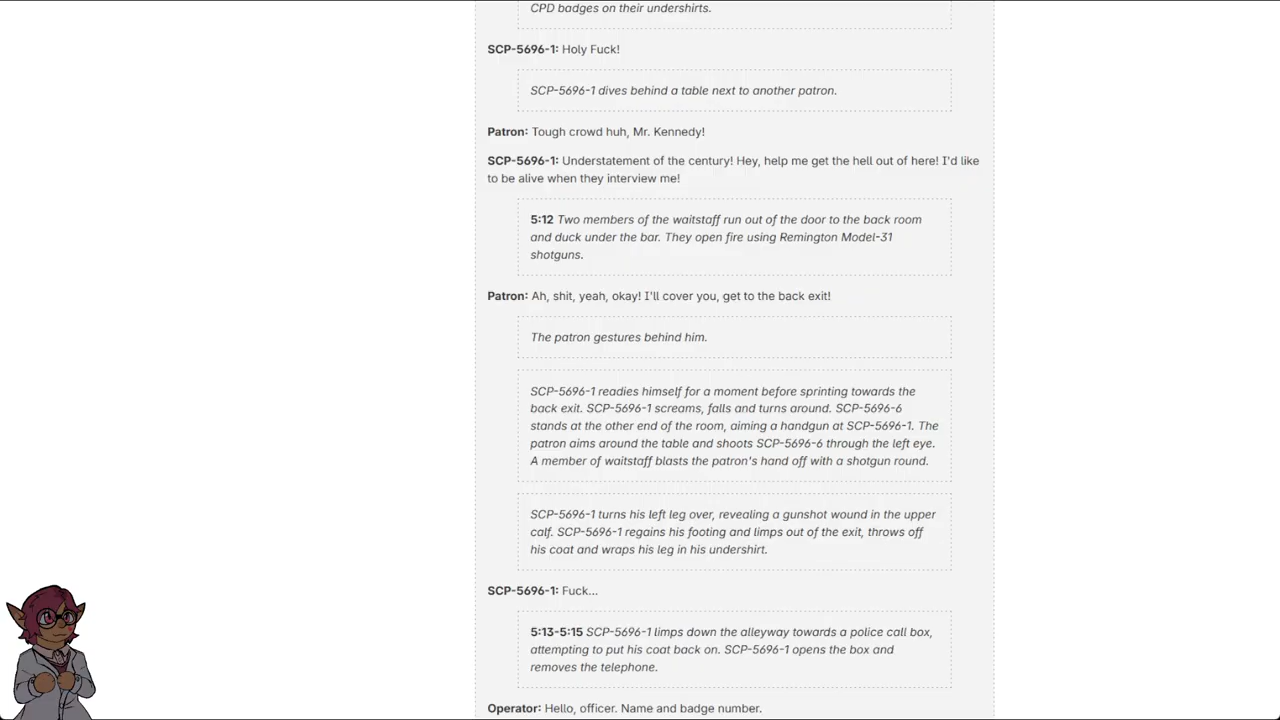 CPD badges on their undershirts.
SCP-5696-1: Holy Fuck!
SCP-5696-1 dives behind a table next to another patron.
Patron: Tough crowd huh, Mr. Kennedy!
SCP-5696-1: Understatement of the century! Hey, help me get the hell out of here! I'd like
to be alive when they interview me!
5:12 Two members of the waitstaff run out of the door to the back room
and duck under the bar. They open fire using Remington Model-31
shotguns.
Patron: Ah, shit, yeah, okay! I'll cover you, get to the back exit!
The patron gestures behind him.
SCP-5696-1 readies himself for a moment before sprinting towards the
back exit. SCP-5696-1 screams, falls and turns around. SCP-5696-6
stands at the other end of the room, aiming a handgun at SCP-5696-1. The
patron aims around the table and shoots SCP-5696-6 through the left eye.
A member of waitstaff blasts the patron's hand off with a shotgun round.
SCP-5696-1 turns his left leg over, revealing a gunshot wound in the upper
calf. SCP-5696-1 regains his footing and limps out of the exit, throws off
his coat and wraps his leg in his undershirt.
SCP-5696-1: Fuck...
5:13-5:15 SCP-5696-1 limps down the alleyway towards a police call box,
attempting to put his coat back on. SCP-5696-1 opens the box and
removes the telephone.
Operator: Hello, officer. Name and badge number.